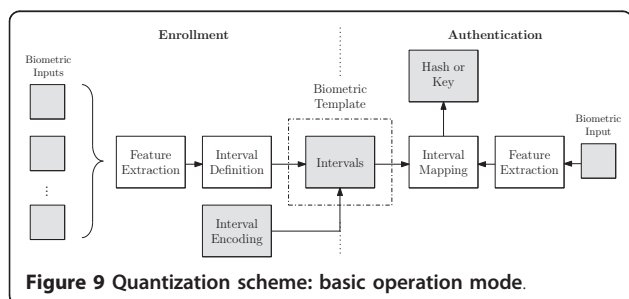 Enrollment
Authentication
Biometric
Inputs
Hash or
Key
Biometric
Template
Biometric
Input
Feature
Extraction
Interval
Definition
Intervals
Interval
Mapping
Feature
Extraction
⋮
Interval
Encoding
Figure 9 Quantization scheme: basic operation mode.